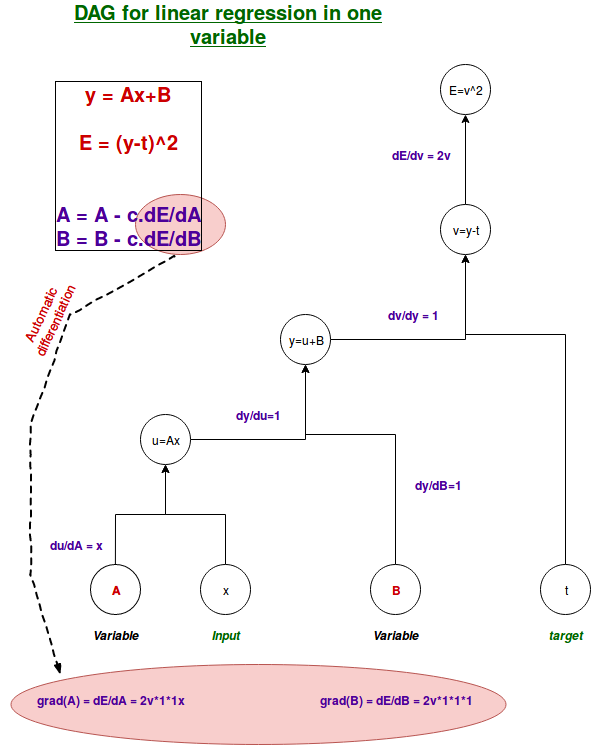 DAG for linear regression in one
variable
y = Ax+B
E = (y-t)^2
A = A - c.dE/dA
B = B - c.dE/dB
Automatic
differentiation
E=v^2
dE/dv = 2v
v=y-t
dv/dy = 1
y=u+B
dy/du=1
u=Ax
dy/dB=1
du/dA = x
A
x
B
t
Variable
Input
Variable
target
grad(A) = dE/dA = 2v*1*1x
grad(B) = dE/dB = 2v*1*1*1